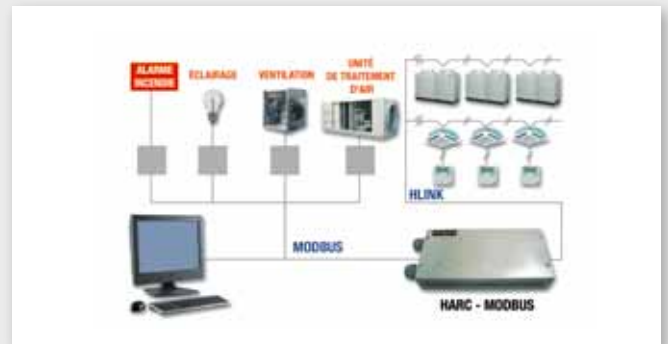 ALARME
INCENDIE
ECLAIRAGE
VENTILATION
UNITÉ
DE TRAITEMENT
D'AIR
HLINK
MODBUS
HARC - MODBUS